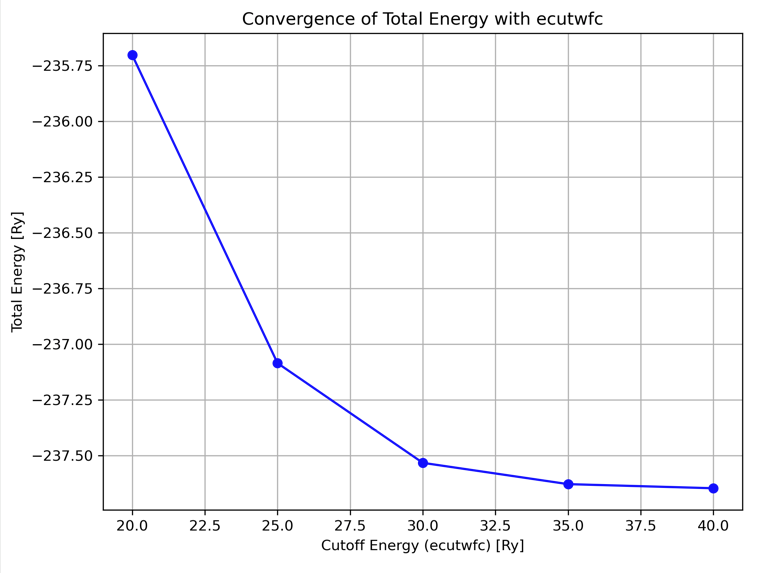 Convergence of Total Energy with ecutwfc
Total Energy [Ry]
−235.75
−236.00
−236.25
−236.50
−236.75
−237.00
−237.25
−237.50
20.0 22.5 25.0 27.5 30.0 32.5 35.0 37.5 40.0
Cutoff Energy (ecutwfc) [Ry]